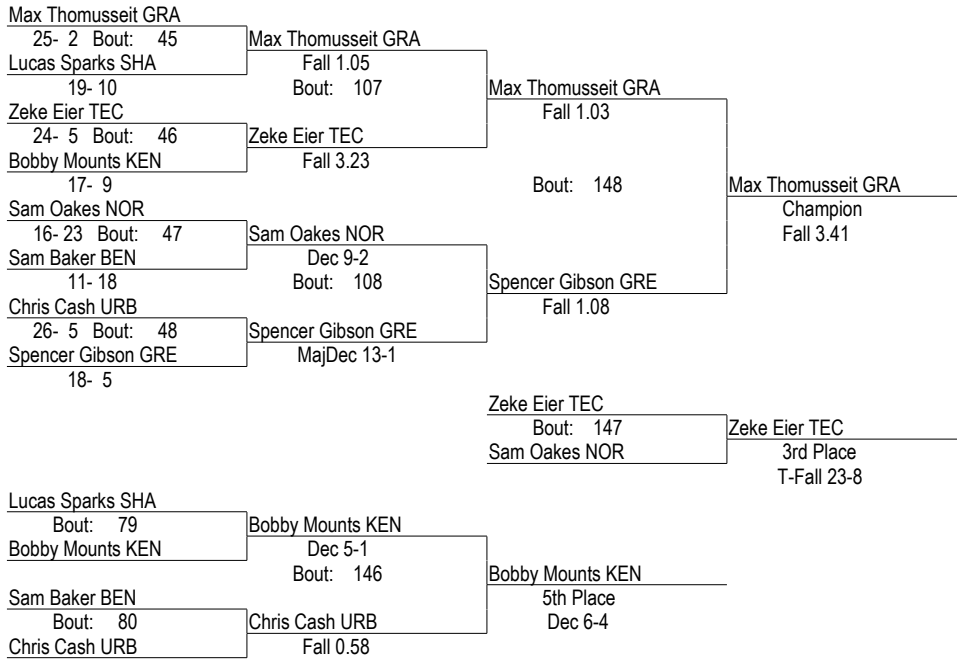 Max Thomusseit GRA
25- 2 Bout: 45 Max Thomusseit GRA
Lucas Sparks SHA Fall 1.05
19- 10 Bout: 107 Max Thomusseit GRA
Zeke Eier TEC Fall 1.03
24- 5 Bout: 46 Zeke Eier TEC
Bobby Mounts KEN Fall 3.23
17- 9 Bout: 148 Max Thomusseit GRA
Sam Oakes NOR Champion
16- 23 Bout: 47 Sam Oakes NOR Fall 3.41
Sam Baker BEN Dec 9-2
11- 18 Bout: 108 Spencer Gibson GRE
Chris Cash URB Fall 1.08
26- 5 Bout: 48 Spencer Gibson GRE
Spencer Gibson GRE MajDec 13-1
18- 5
Zeke Eier TEC
Bout: 147 Zeke Eier TEC
Sam Oakes NOR 3rd Place
T-Fall 23-8
Lucas Sparks SHA
Bout: 79 Bobby Mounts KEN
Bobby Mounts KEN Dec 5-1
Bout: 146 Bobby Mounts KEN
Sam Baker BEN 5th Place
Bout: 80 Chris Cash URB Dec 6-4
Chris Cash URB Fall 0.58